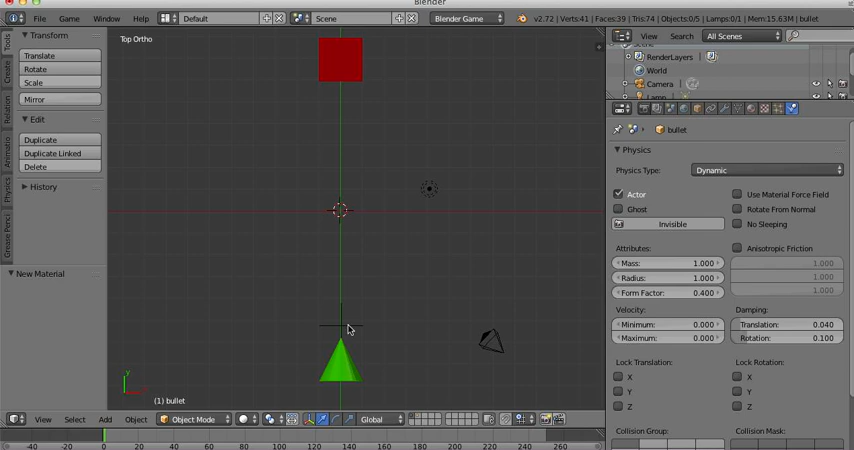 Blender
File Game Window Help Default Scene Blender Game v2.72 | Verts:41 | Faces:39 | Tris:74 | Objects:0/5 | Lamps:0/1 | Mem:15.63M | bullet
Tools
Create
Relation
Animatio
Physics
Grease Penci
Transform
Translate
Rotate
Scale
Mirror
Edit
Duplicate
Duplicate Linked
Delete
History
New Material
Top Ortho
y
(1) bullet
View Select Add Object Object Mode Global
-40 -20 0 20 40 60 80 100 120 140 160 180 200 220 240 260 280
View Search All Scenes
RenderLayers
World
Camera
bullet
Physics
Physics Type: Dynamic
Actor Use Material Force Field
Ghost Rotate From Normal
Invisible No Sleeping
Attributes: Anisotropic Friction
Mass: 1.000 1.000
Radius: 1.000 1.000
Form Factor: 0.400 1.000
Velocity: Damping:
Minimum: 0.000 Translation: 0.040
Maximum: 0.000 Rotation: 0.100
Lock Translation: Lock Rotation:
X X
Y Y
Z Z
Collision Group: Collision Mask: